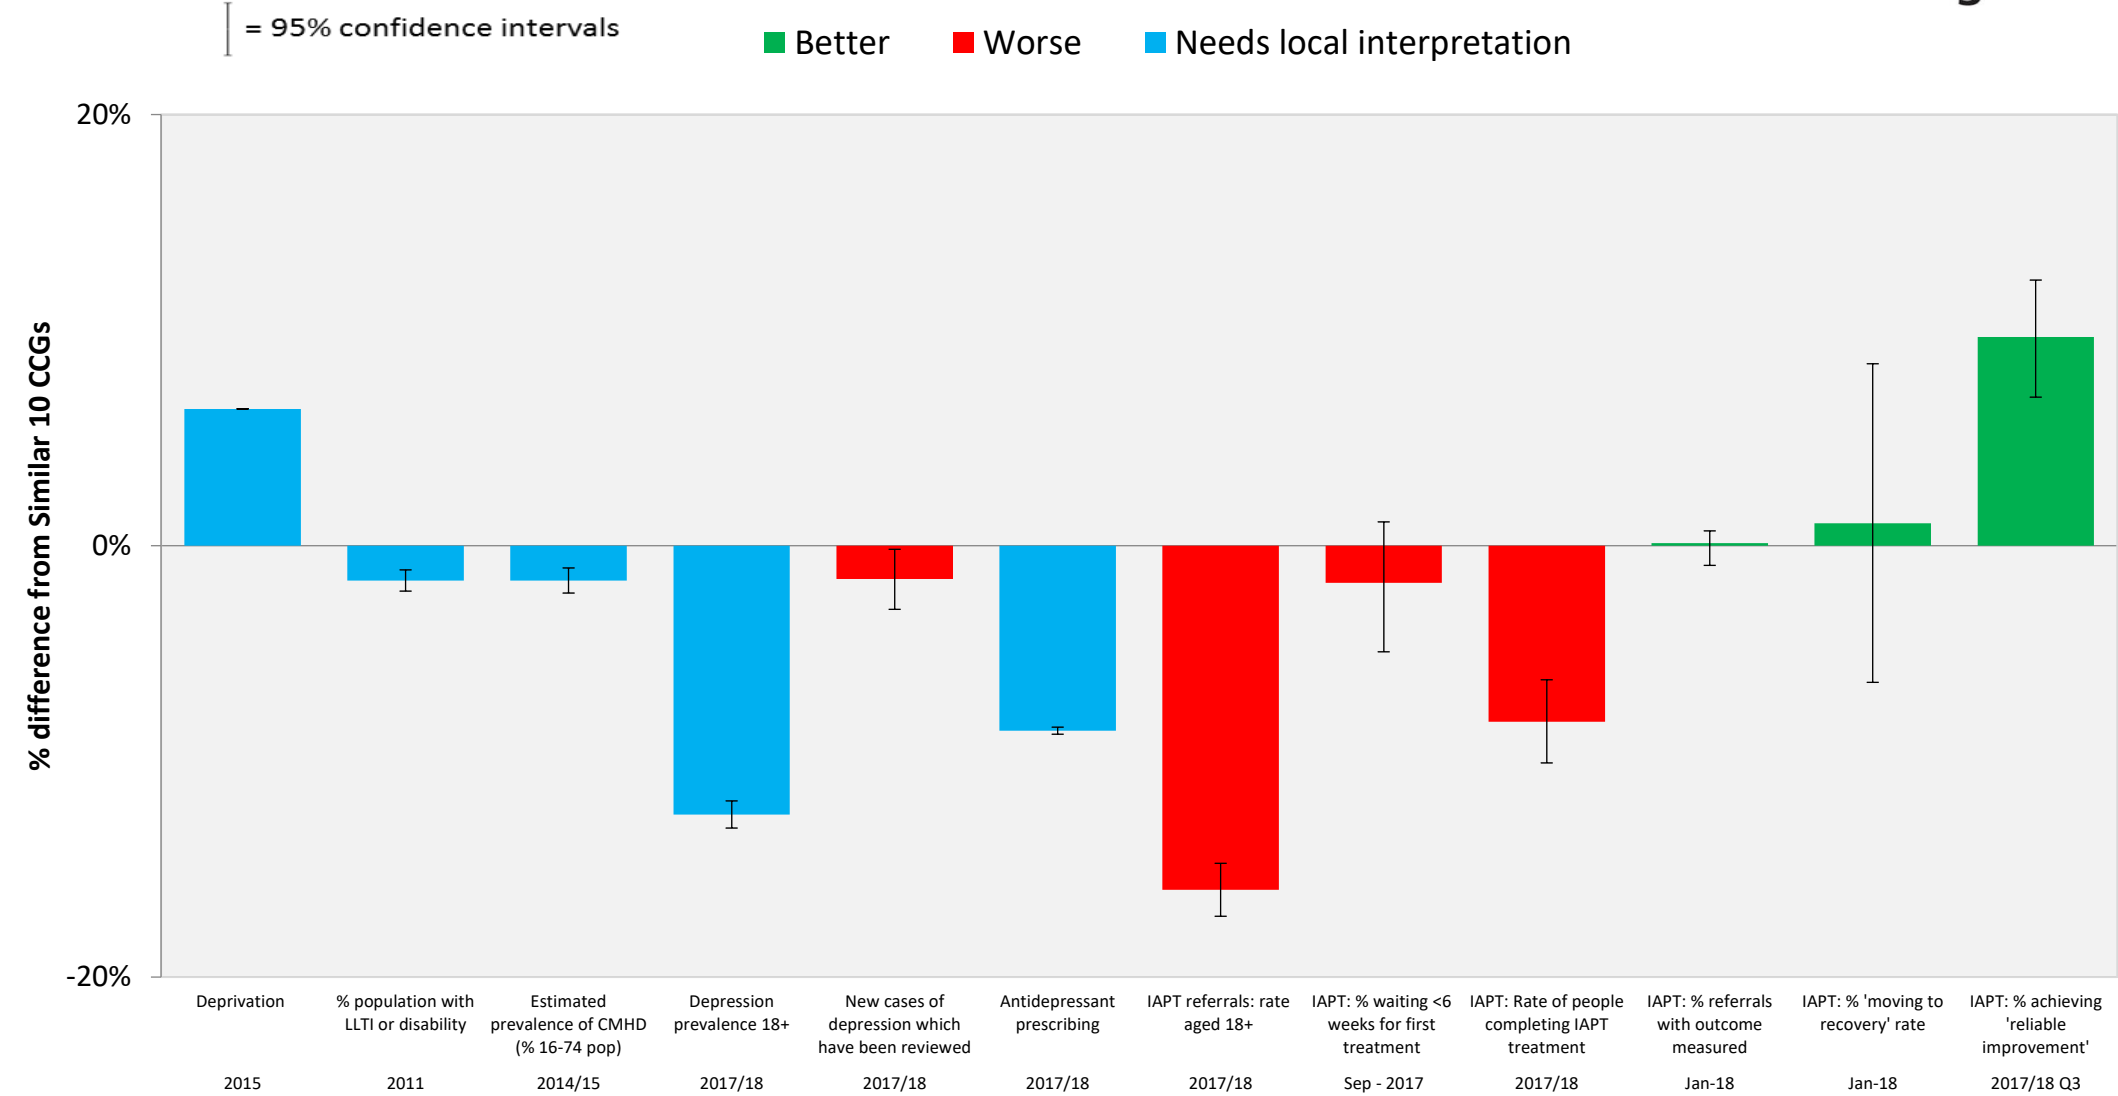 = 95% confidence intervals
Better
Worse
Needs local interpretation
20%
0%
-20%
% difference from Similar 10 CCGs
Deprivation
2015
% population with
LLTI or disability
2011
Estimated
prevalence of CMHD
(% 16-74 pop)
2014/15
Depression
prevalence 18+
2017/18
New cases of
depression which
have been reviewed
2017/18
Antidepressant
prescribing
2017/18
IAPT referrals: rate
aged 18+
2017/18
IAPT: % waiting <6
weeks for first
treatment
Sep - 2017
IAPT: Rate of people
completing IAPT
treatment
2017/18
IAPT: % referrals
with outcome
measured
Jan-18
IAPT: % 'moving to
recovery' rate
Jan-18
IAPT: % achieving
'reliable
improvement'
2017/18 Q3